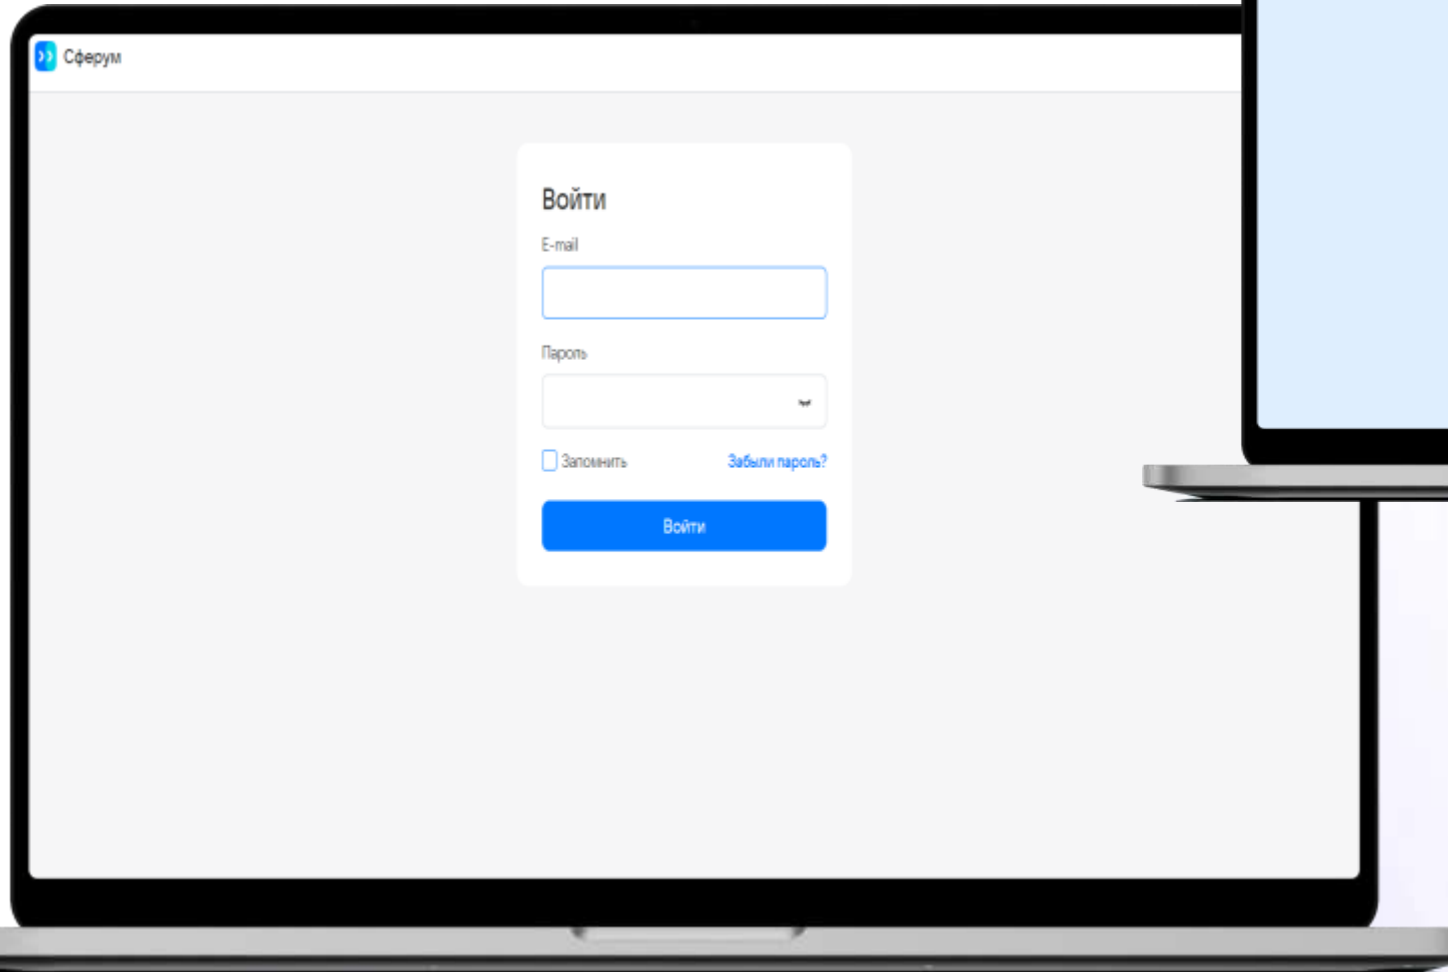 Сферум
Войти
E-mail
Пароль
Запомнить
Забыли пароль?
Войти